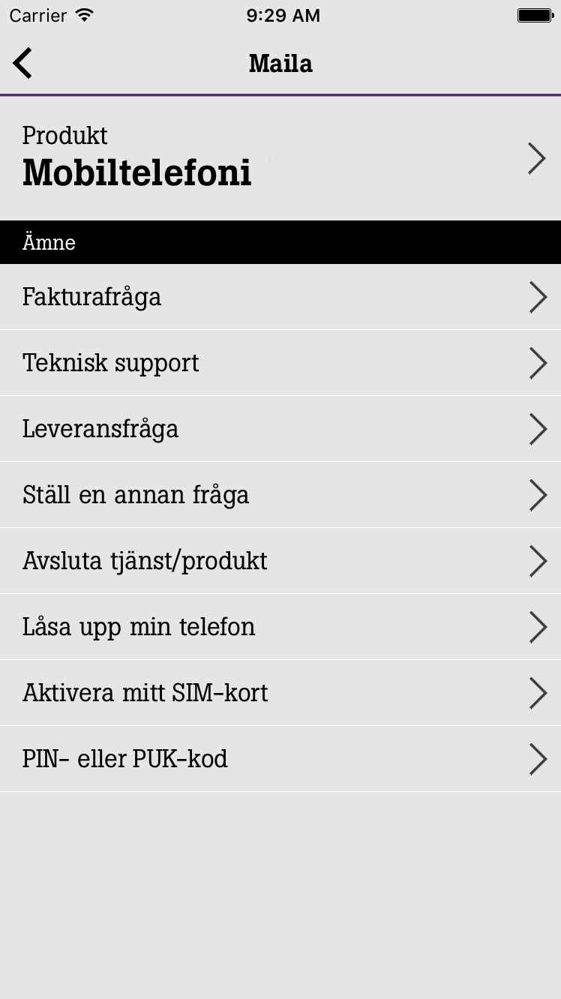 Carrier 9:29 AM
Maila
Produkt
Mobiltelefoni
Ämne
Fakturafråga
Teknisk support
Leveransfråga
Ställ en annan fråga
Avsluta tjänst/produkt
Låsa upp min telefon
Aktivera mitt SIM-kort
PIN- eller PUK-kod